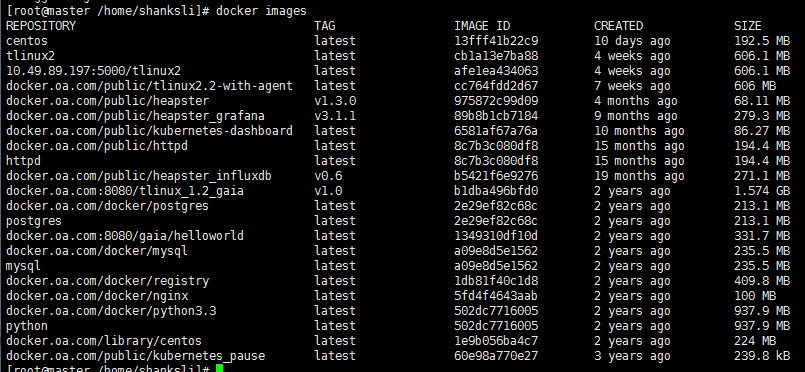 [root@master /home/shanksli]# docker images
REPOSITORY TAG IMAGE ID CREATED SIZE
centos latest 13fff41b22c9 10 days ago 192.5 MB
tlinux2 latest cb1a13e7ba88 4 weeks ago 606.1 MB
10.49.89.197:5000/tlinux2 latest afe1ea434063 4 weeks ago 606.1 MB
docker.oa.com/public/tlinux2.2-with-agent latest cc764fdd2d67 7 weeks ago 606 MB
docker.oa.com/public/heapster v1.3.0 975872c99d09 4 months ago 68.11 MB
docker.oa.com/public/heapster_grafana v3.1.1 89b8b1cb7184 9 months ago 279.3 MB
docker.oa.com/public/kubernetes-dashboard latest 6581af67a76a 10 months ago 86.27 MB
docker.oa.com/public/httpd latest 8c7b3c080df8 15 months ago 194.4 MB
httpd latest 8c7b3c080df8 15 months ago 194.4 MB
docker.oa.com/public/heapster_influxdb v0.6 b5421f6e9276 19 months ago 271.1 MB
docker.oa.com:8080/tlinux_1.2_gaia v1.0 b1dba496bfd0 2 years ago 1.574 GB
docker.oa.com/docker/postgres latest 2e29ef82c68c 2 years ago 213.1 MB
postgres latest 2e29ef82c68c 2 years ago 213.1 MB
docker.oa.com:8080/gaia/helloworld latest 1349310df10d 2 years ago 331.7 MB
docker.oa.com/docker/mysql latest a09e8d5e1562 2 years ago 235.5 MB
mysql latest a09e8d5e1562 2 years ago 235.5 MB
docker.oa.com/docker/registry latest 1db81f40c1d8 2 years ago 409.8 MB
docker.oa.com/docker/nginx latest 5fd4f4643aab 2 years ago 100 MB
docker.oa.com/docker/python3.3 latest 502dc7716005 2 years ago 937.9 MB
python latest 502dc7716005 2 years ago 937.9 MB
docker.oa.com/library/centos latest 1e9b056ba4c7 2 years ago 224 MB
docker.oa.com/public/kubernetes_pause latest 60e98a770e27 3 years ago 239.8 kB
[root@master /home/shanksli]#